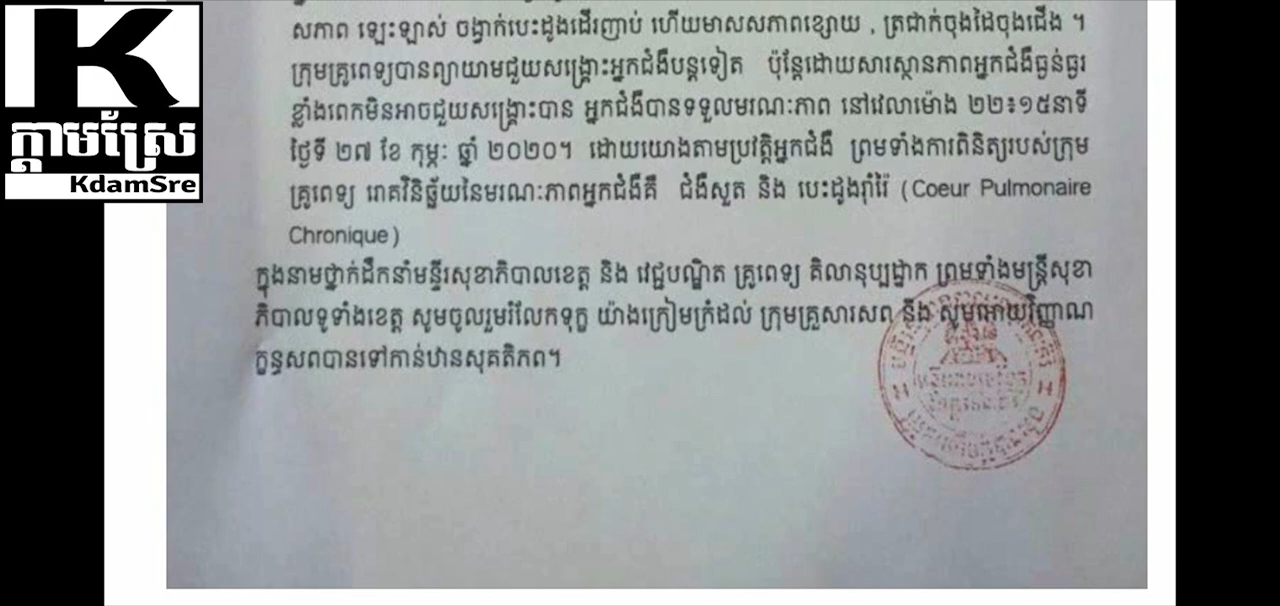 K
ក្ដាមស្រែ
KdamSre
សភាព ឡេះឡាស់ ចង្វាក់បេះដូងដើរញាប់ ហើយមាសសភាពខ្សោយ , ត្រជាក់ចុងដៃចុងជើង ។
ក្រុមគ្រូពេទ្យបានព្យាយាមជួយសង្គ្រោះអ្នកជំងឺបន្តទៀត ប៉ុន្តែដោយសារស្ថានភាពអ្នកជំងឺធ្ងន់ធ្ងរ
ខ្លាំងពេកមិនអាចជួយសង្គ្រោះបាន អ្នកជំងឺបានទទួលមរណៈភាព នៅវេលាម៉ោង ២២៖១៥នាទី
ថ្ងៃទី ២៧ ខែ កុម្ភៈ ឆ្នាំ ២០២០។ ដោយយោងតាមប្រវត្តិអ្នកជំងឺ ព្រមទាំងការពិនិត្យរបស់ក្រុម
គ្រូពេទ្យ រោគវិនិច្ឆ័យនៃមរណៈភាពអ្នកជំងឺគឺ ជំងឺសួត និង បេះដូងរ៉ាំរ៉ៃ (Coeur Pulmonaire
Chronique)
ក្នុងនាមថ្នាក់ដឹកនាំមន្ទីរសុខាភិបាលខេត្ត និង វេជ្ជបណ្ឌិត គ្រូពេទ្យ គិលានុប្បដ្ឋាក ព្រមទាំងមន្ត្រីសុខា
ភិបាលទូទាំងខេត្ត សូមចូលរួមរំលែកទុក្ខ យ៉ាងក្រៀមក្រំដល់ ក្រុមគ្រួសារសព និង សូមអោយវិញ្ញាណ
ក្ខន្ធសពបានទៅកាន់ឋានសុគតិភព។